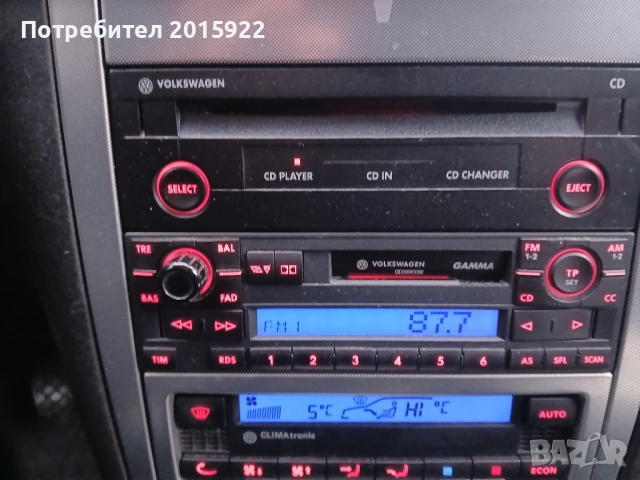 Потребител 2015922
VOLKSWAGEN CD
CD PLAYER CD IN CD CHANGER
SELECT EJECT
TRE BAL FM 1-2 AM 1-2
VOLKSWAGEN GAMMA
TP SET
BAS FAD CD CC
FM1 87.7
TIM RDS 1 2 3 4 5 6 AS SFL SCAN
5°C HI °C
AUTO
CLIMAtronic
ECON
BAZAR